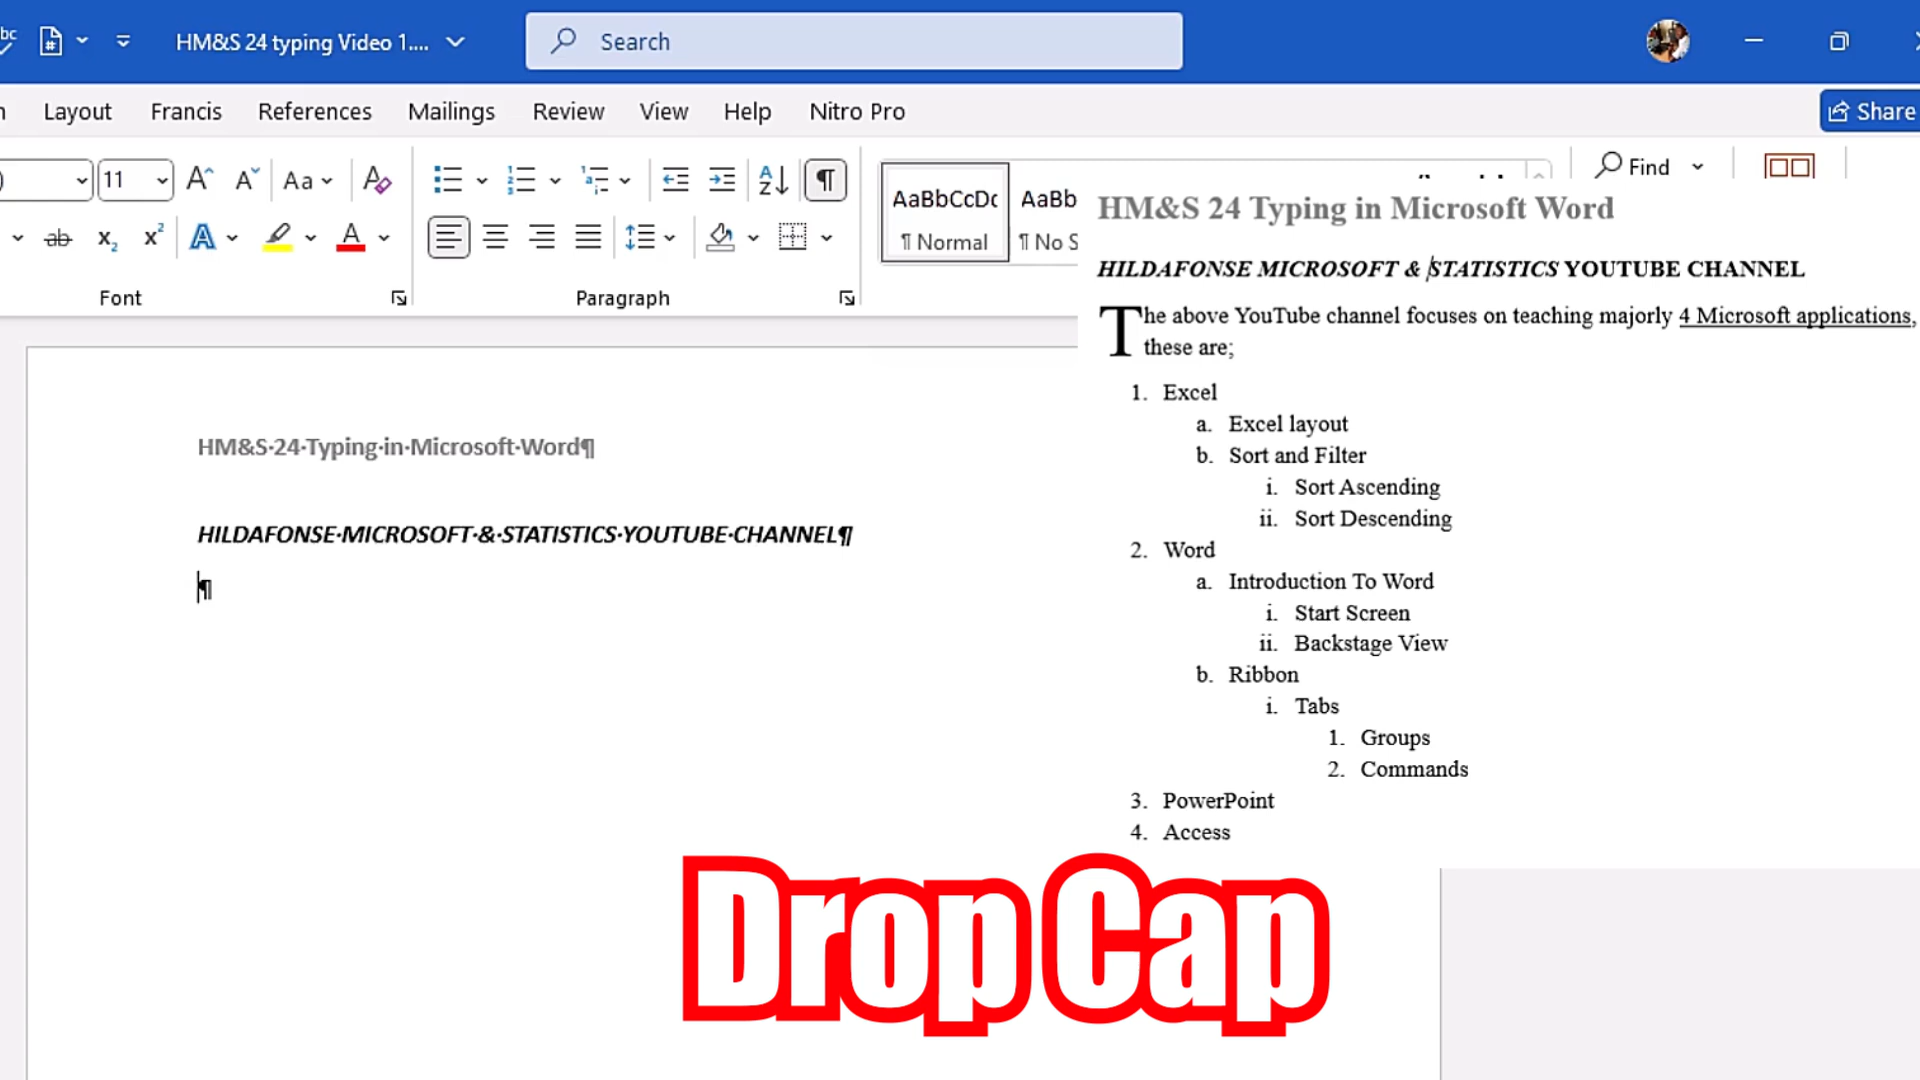 HM&S 24 typing Video 1....
Search
Layout Francis References Mailings Review View Help Nitro Pro
Share
11 Aa Find
AaBbCcDc AaBb
¶ Normal ¶ No S
Font Paragraph
HM&S 24 Typing in Microsoft Word
HILDAFONSE MICROSOFT & STATISTICS YOUTUBE CHANNEL
The above YouTube channel focuses on teaching majorly 4 Microsoft applications,
these are;
1. Excel
a. Excel layout
b. Sort and Filter
i. Sort Ascending
ii. Sort Descending
2. Word
a. Introduction To Word
i. Start Screen
ii. Backstage View
b. Ribbon
i. Tabs
1. Groups
2. Commands
3. PowerPoint
4. Access
HM&S·24·Typing·in·Microsoft·Word¶
HILDAFONSE·MICROSOFT·&·STATISTICS·YOUTUBE·CHANNEL¶
¶
Drop Cap